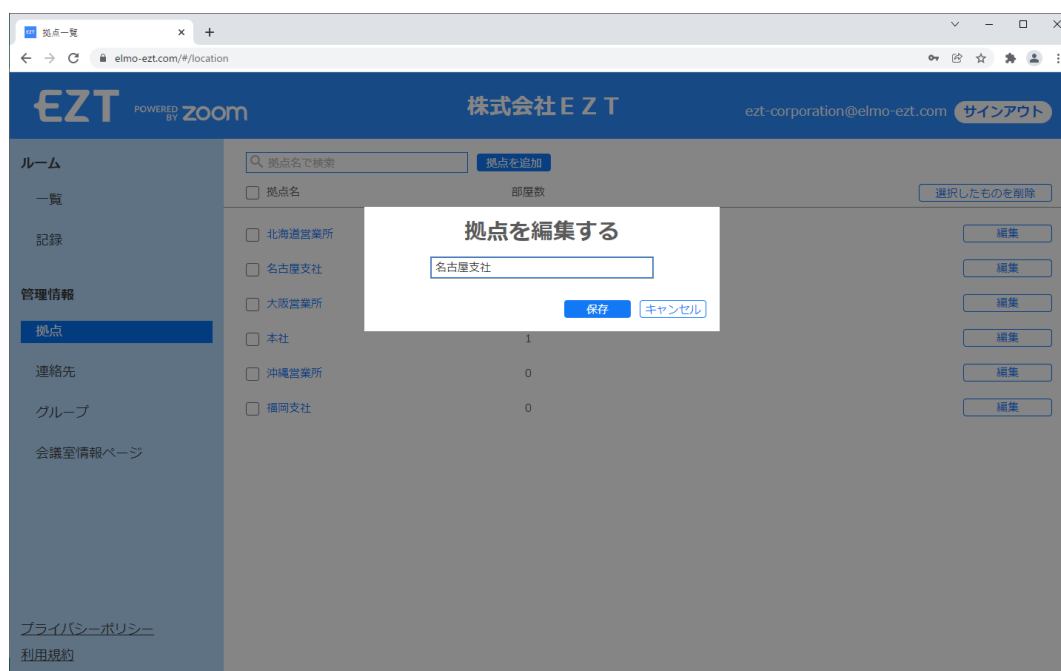 拠点一覧
elmo-ezt.com/#/location
EZT POWERED BY zoom 株式会社ＥＺＴ ezt-corporation@elmo-ezt.com サインアウト
ルーム
一覧
記録
管理情報
拠点
連絡先
グループ
会議室情報ページ
プライバシーポリシー
利用規約
拠点名で検索 拠点を追加
拠点名 部屋数 選択したものを削除
北海道営業所 編集
名古屋支社 編集
大阪営業所 編集
本社 1 編集
沖縄営業所 0 編集
福岡支社 0 編集
拠点を編集する
名古屋支社
保存 キャンセル